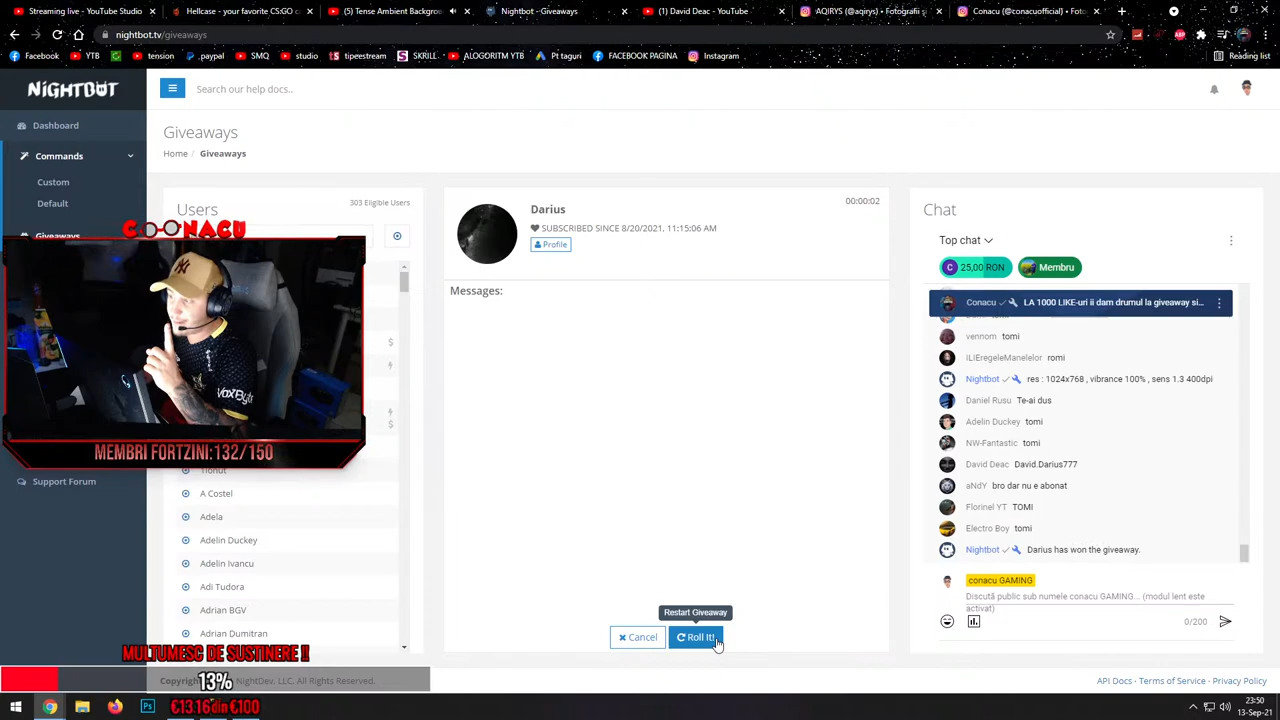 Hellcase - your favorite CS:GO c
(5) Tense Ambient Backgro
Nightbot - Giveaways
(5) David Deac - YouTube
AQIRYS (@aqirys) • Fotografii și
Conacu (@conacuofficial) • Foto
nightbot.tv/giveaways
Facebook
YTB
tension
paypal
SMQ
studio
tipeestream
SKRILL
ALOGORITM YTB
Pt taguri
FACEBOOK PAGINA
Instagram
Reading list
NIGHTBOT
Search our help docs..
Dashboard
Commands
Custom
Default
Giveaways
Support Forum
Giveaways
Home / Giveaways
Users
303 Eligible Users
CONACU
VOXBYTE
MEMBRI FORTZINI:132/150
Tionut
A Costel
Adela
Adelin Duckey
Adelin Ivancu
Adi Tudora
Adrian BGV
Adrian Dumitran
MULTUMESC DE SUSTINERE !!
13%
€13.16 din €100
Darius
00:00:02
SUBSCRIBED SINCE 8/20/2021, 11:15:06 AM
Profile
Messages:
Restart Giveaway
Cancel
Roll It!
Chat
Top chat
C 25,00 RON
Membru
Conacu LA 1000 LIKE-uri ii dam drumul la giveaway si...
vennom tomi
ILIEregeleManelelor romi
Nightbot res : 1024x768 , vibrance 100% , sens 1.3 400dpi
Daniel Rusu Te-ai dus
Adelin Duckey tomi
NW-Fantastic tomi
David Deac David.Darius777
aNdY bro dar nu e abonat
Florinel YT TOMI
Electro Boy tomi
Nightbot Darius has won the giveaway.
conacu GAMING
Discută public sub numele conacu GAMING... (modul lent este
activat)
0/200
NightDev, LLC, All Rights Reserved.
API Docs - Terms of Service - Privacy Policy
23:50
13-Sep-21